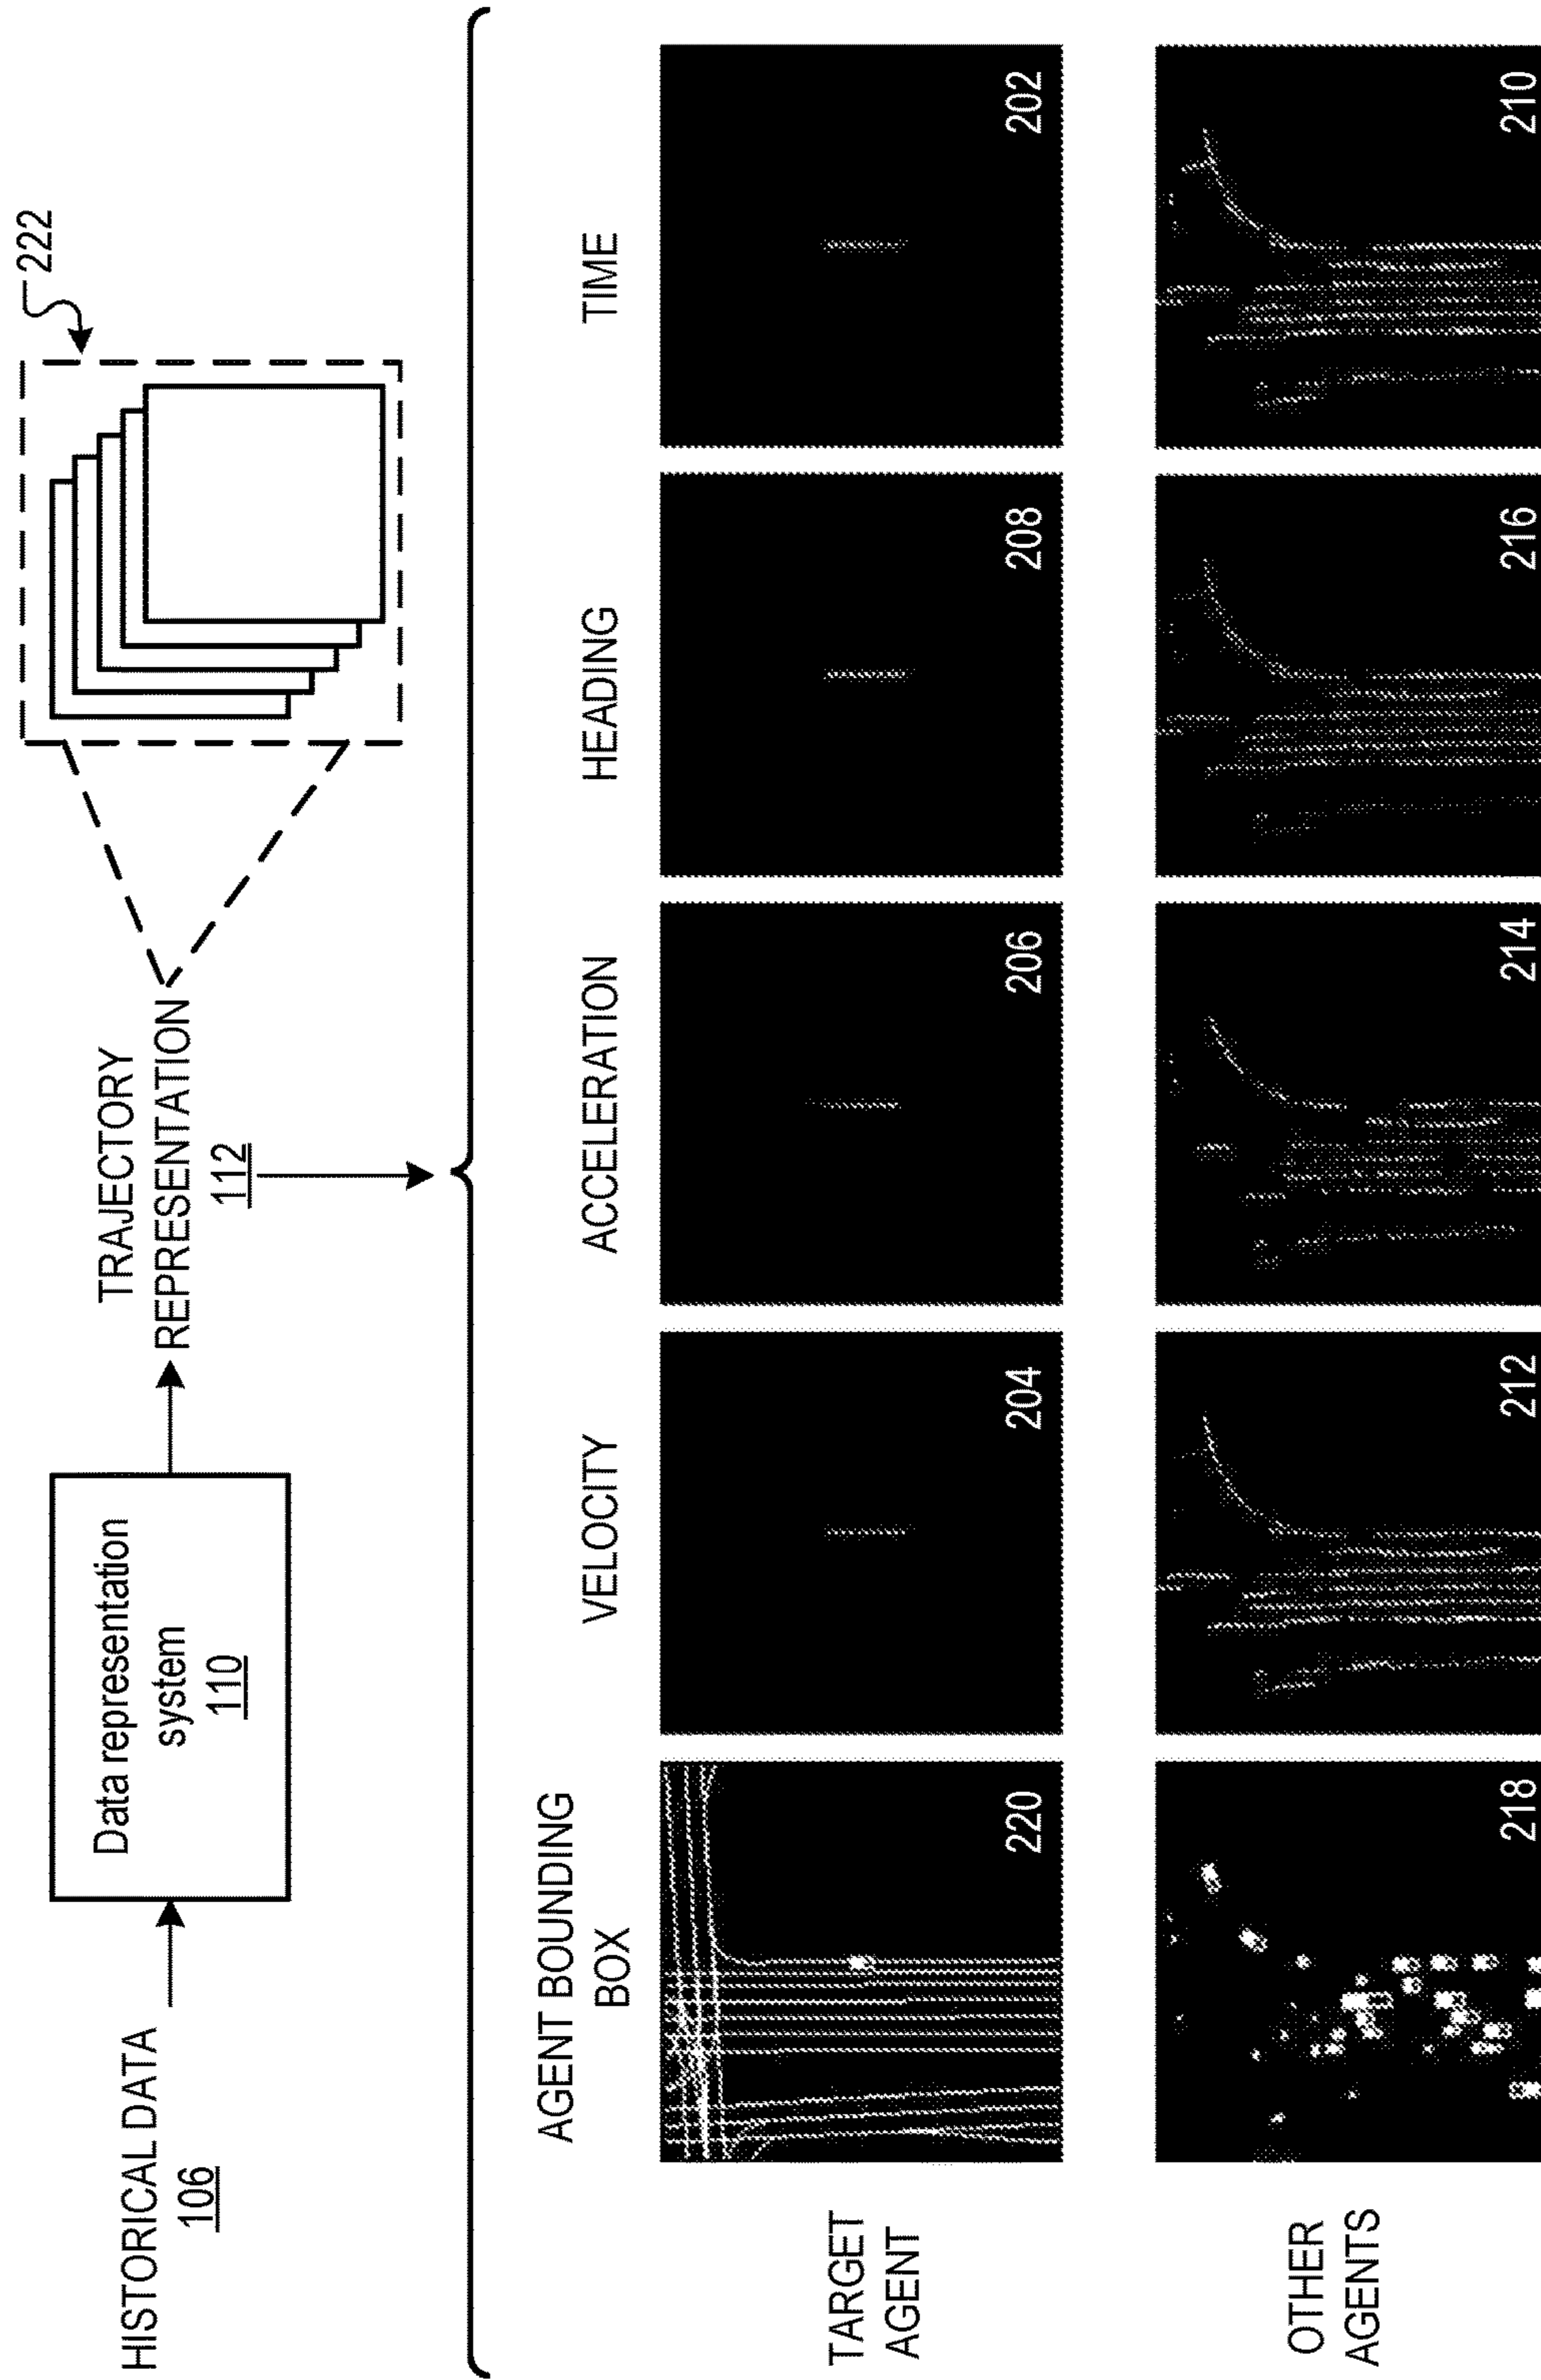 HISTORICAL DATA
106
Data representation
system
110
TRAJECTORY
REPRESENTATION
112
222
AGENT BOUNDING
BOX
VELOCITY
ACCELERATION
HEADING
TIME
TARGET
AGENT
220
204
206
208
202
OTHER
AGENTS
218
212
214
216
210